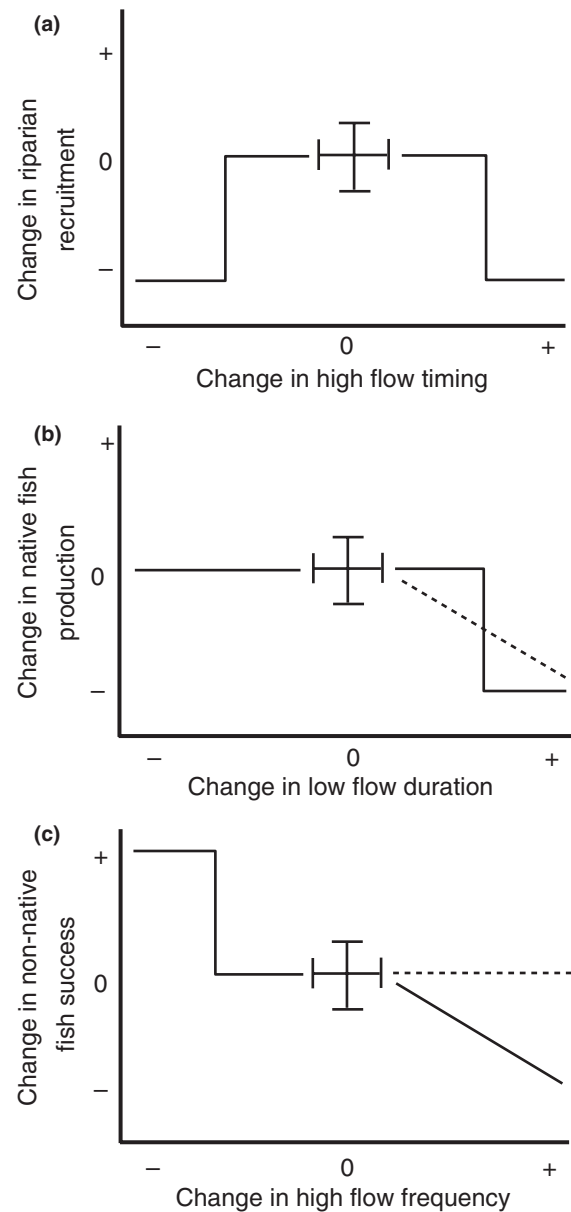 (a)
+
0
–
Change in riparian
recruitment
– 0 +
Change in high flow timing
(b)
+
0
–
Change in native fish
production
– 0 +
Change in low flow duration
(c)
+
0
–
Change in non-native
fish success
– 0 +
Change in high flow frequency